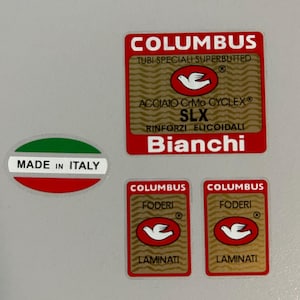 COLUMBUS
TUBI SPECIALI SUPERBUTTED
®
ACCIAIO CrMo CYCLEX®
SLX
RINFORZI ELICOIDALI
Bianchi
MADE IN ITALY
COLUMBUS
FODERI
®
LAMINATI
COLUMBUS
FODERI
®
LAMINATI